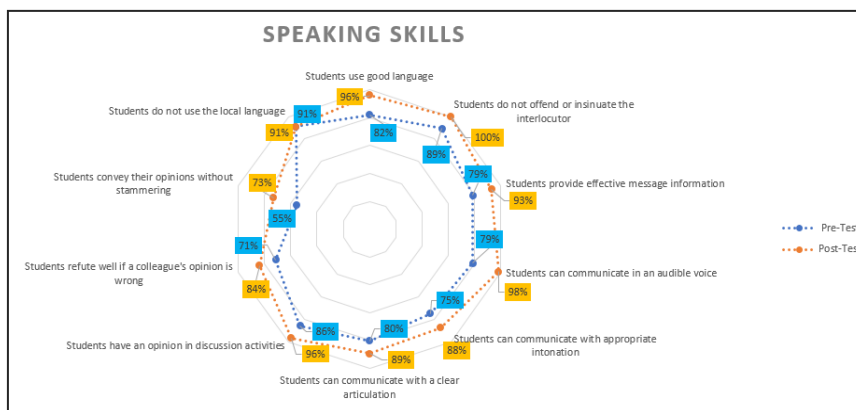 SPEAKING SKILLS
Students use good language
96%
82%
Students do not offend or insinuate the
interlocutor
100%
89%
Students provide effective message information
79%
93%
Students can communicate in an audible voice
79%
98%
Students can communicate with appropriate
intonation
75%
88%
Students can communicate with a clear
articulation
80%
89%
Students have an opinion in discussion activities
86%
96%
Students refute well if a colleague's opinion is
wrong
71%
84%
Students convey their opinions without
stammering
73%
55%
Students do not use the local language
91%
91%
Pre-Test
Post-Test